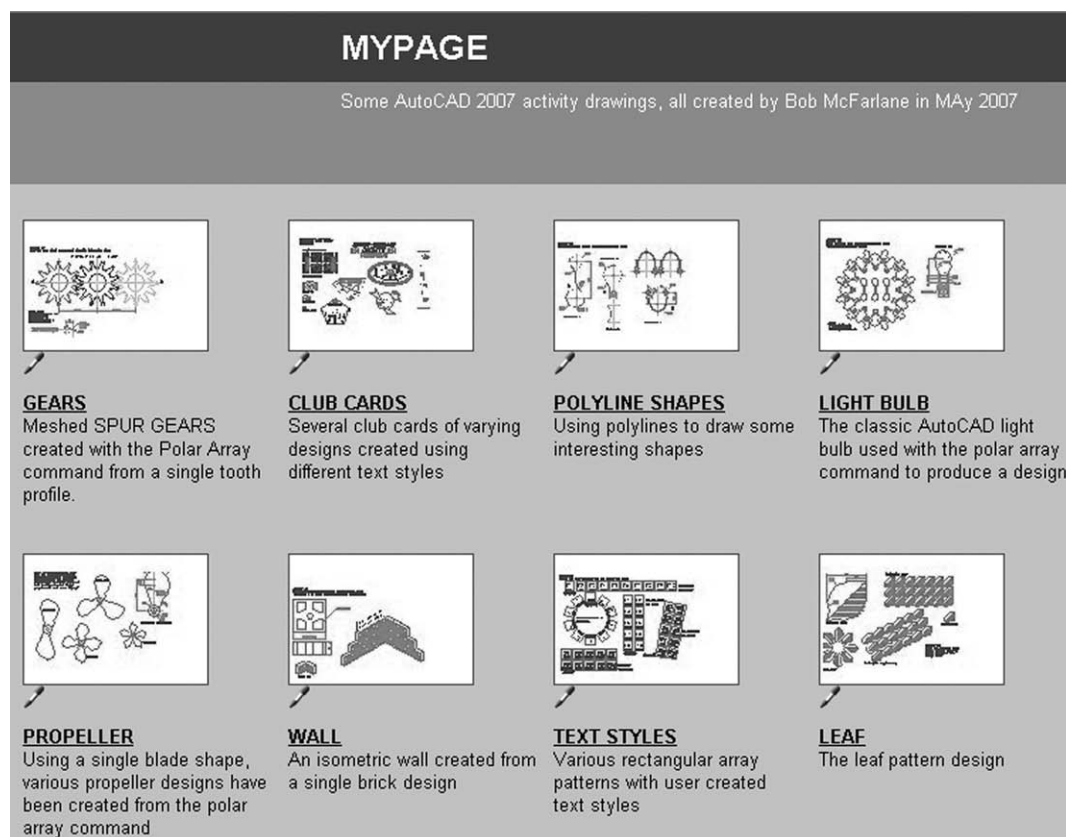 MYPAGE
Some AutoCAD 2007 activity drawings, all created by Bob McFarlane in MAy 2007
GEARS
Meshed SPUR GEARS
created with the Polar Array
command from a single tooth
profile.
CLUB CARDS
Several club cards of varying
designs created using
different text styles
POLYLINE SHAPES
Using polylines to draw some
interesting shapes
LIGHT BULB
The classic AutoCAD light
bulb used with the polar array
command to produce a design
PROPELLER
Using a single blade shape,
various propeller designs have
been created from the polar
array command
WALL
An isometric wall created from
a single brick design
TEXT STYLES
Various rectangular array
patterns with user created
text styles
LEAF
The leaf pattern design